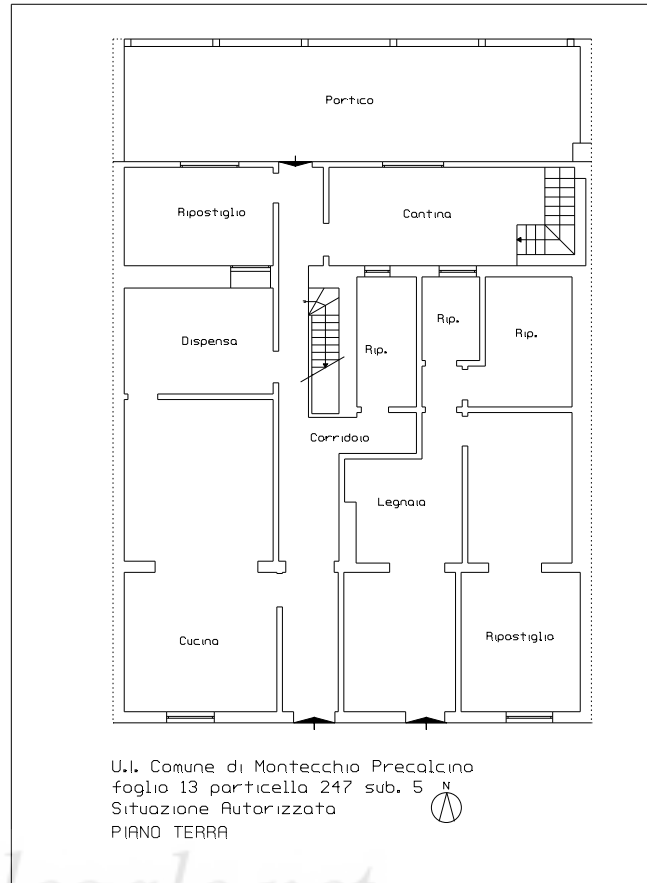 Portico
Ripostiglio
Cantina
Dispensa
Rip.
Rip.
Rip.
Corridoio
Legnaia
Cucina
Ripostiglio
U.I. Comune di Montecchio Precalcino
foglio 13 particella 247 sub. 5
N
Situazione Autorizzata
PIANO TERRA